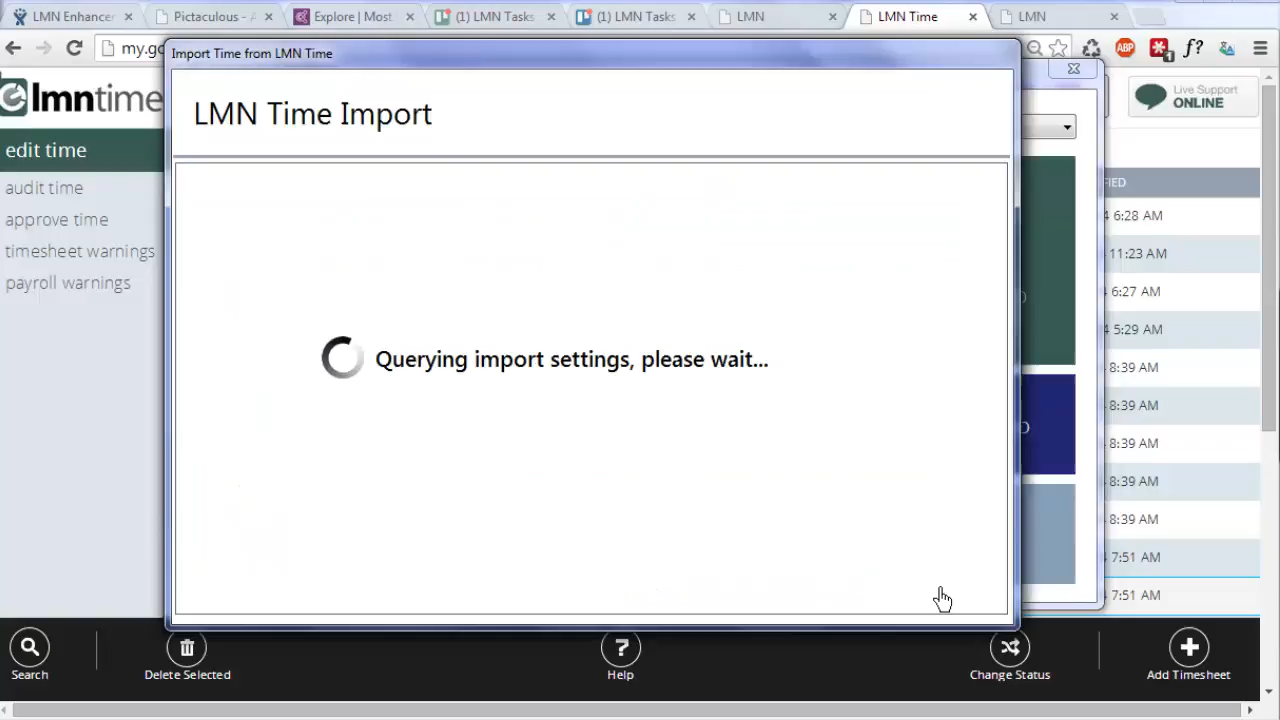 LMN Enhancer
Pictaculous - A
Explore | Most
(1) LMN Tasks
(1) LMN Tasks
LMN
LMN Time
LMN
my.go
ABP
1
f?
Import Time from LMN Time
lmntime
LMN Time Import
Live Support
ONLINE
edit time
audit time
approve time
timesheet warnings
payroll warnings
FIED
6:28 AM
11:23 AM
6:27 AM
5:29 AM
8:39 AM
8:39 AM
8:39 AM
8:39 AM
8:39 AM
7:51 AM
7:51 AM
Querying import settings, please wait...
Search
Delete Selected
?
Help
Change Status
Add Timesheet